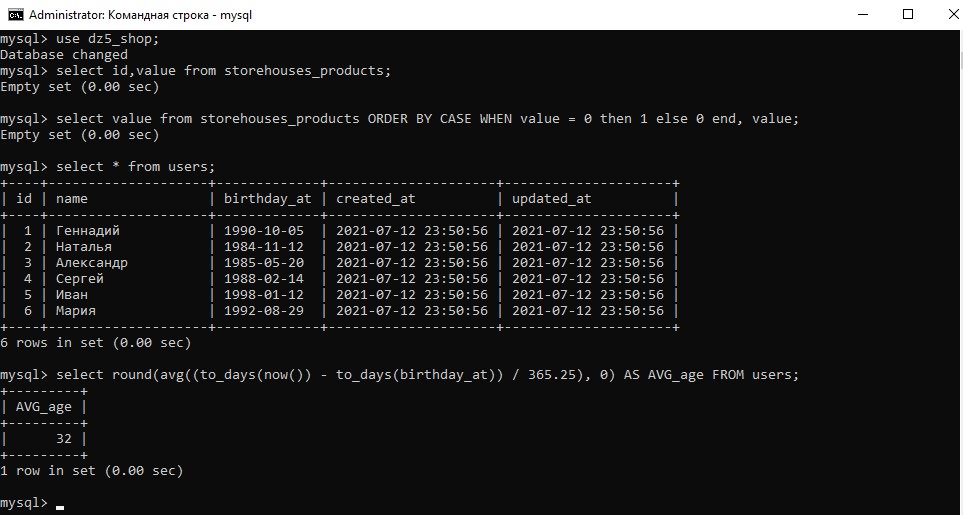 Administrator: Командная строка - mysql
mysql> use dz5_shop;
Database changed
mysql> select id,value from storehouses_products;
Empty set (0.00 sec)
mysql> select value from storehouses_products ORDER BY CASE WHEN value = 0 then 1 else 0 end, value;
Empty set (0.00 sec)
mysql> select * from users;
+----+--------------------+-------------+---------------------+---------------------+
| id | name               | birthday_at | created_at          | updated_at          |
+----+--------------------+-------------+---------------------+---------------------+
|  1 | Геннадий           | 1990-10-05  | 2021-07-12 23:50:56 | 2021-07-12 23:50:56 |
|  2 | Наталья            | 1984-11-12  | 2021-07-12 23:50:56 | 2021-07-12 23:50:56 |
|  3 | Александр          | 1985-05-20  | 2021-07-12 23:50:56 | 2021-07-12 23:50:56 |
|  4 | Сергей             | 1988-02-14  | 2021-07-12 23:50:56 | 2021-07-12 23:50:56 |
|  5 | Иван               | 1998-01-12  | 2021-07-12 23:50:56 | 2021-07-12 23:50:56 |
|  6 | Мария              | 1992-08-29  | 2021-07-12 23:50:56 | 2021-07-12 23:50:56 |
+----+--------------------+-------------+---------------------+---------------------+
6 rows in set (0.00 sec)
mysql> select round(avg((to_days(now()) - to_days(birthday_at)) / 365.25), 0) AS AVG_age FROM users;
+---------+
| AVG_age |
+---------+
|      32 |
+---------+
1 row in set (0.00 sec)
mysql>